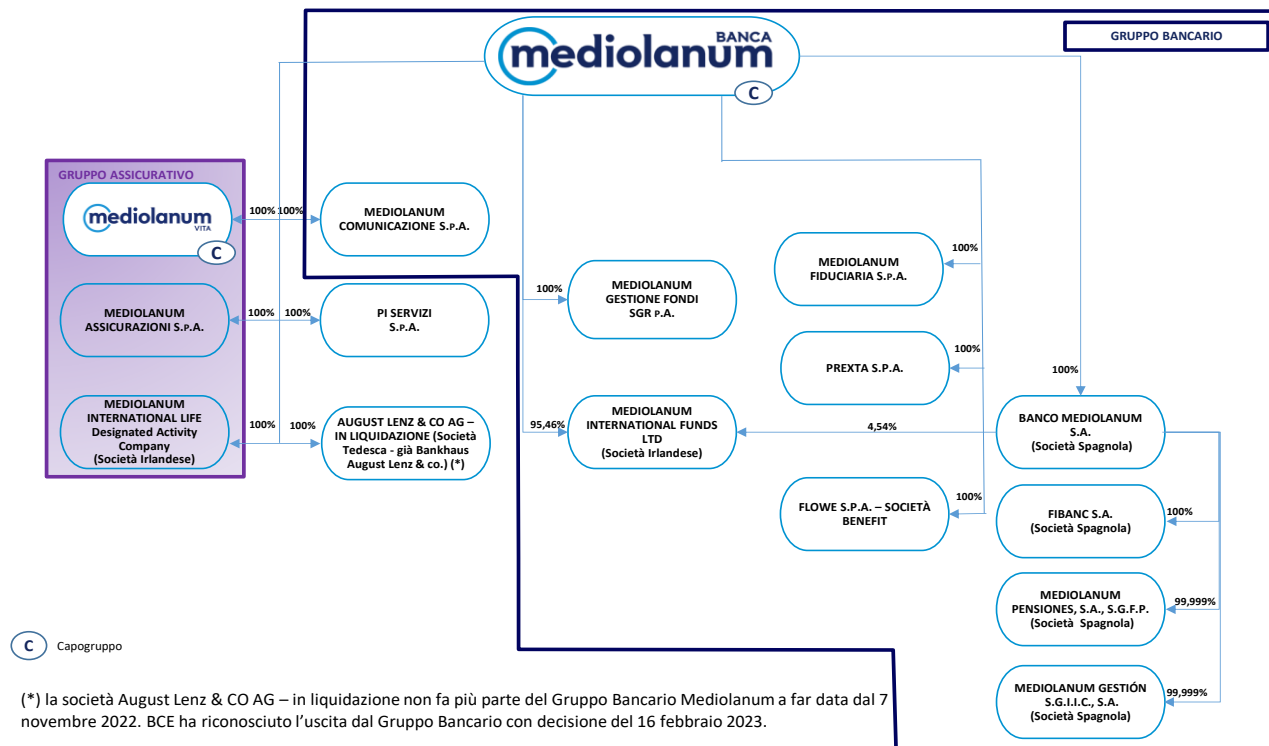 BANCA
mediolanum
C
GRUPPO BANCARIO
GRUPPO ASSICURATIVO
mediolanum
VITA
C
100%
100%
MEDIOLANUM
COMUNICAZIONE S.P.A.
MEDIOLANUM
ASSICURAZIONI S.P.A.
100%
100%
PI SERVIZI
S.P.A.
MEDIOLANUM
INTERNATIONAL LIFE
Designated Activity
Company
(Società Irlandese)
100%
100%
AUGUST LENZ & CO AG –
IN LIQUIDAZIONE (Società
Tedesca - già Bankhaus
August Lenz & co.) (*)
100%
MEDIOLANUM
GESTIONE FONDI
SGR P.A.
95,46%
MEDIOLANUM
INTERNATIONAL FUNDS
LTD
(Società Irlandese)
4,54%
MEDIOLANUM
FIDUCIARIA S.P.A.
100%
PREXTA S.P.A.
100%
FLOWE S.P.A. – SOCIETÀ
BENEFIT
100%
100%
BANCO MEDIOLANUM
S.A.
(Società Spagnola)
FIBANC S.A.
(Società Spagnola)
100%
MEDIOLANUM
PENSIONES, S.A., S.G.F.P.
(Società Spagnola)
99,999%
MEDIOLANUM GESTIÓN
S.G.I.I.C., S.A.
(Società Spagnola)
99,999%
C
Capogruppo
(*) la società August Lenz & CO AG – in liquidazione non fa più parte del Gruppo Bancario Mediolanum a far data dal 7
novembre 2022. BCE ha riconosciuto l'uscita dal Gruppo Bancario con decisione del 16 febbraio 2023.